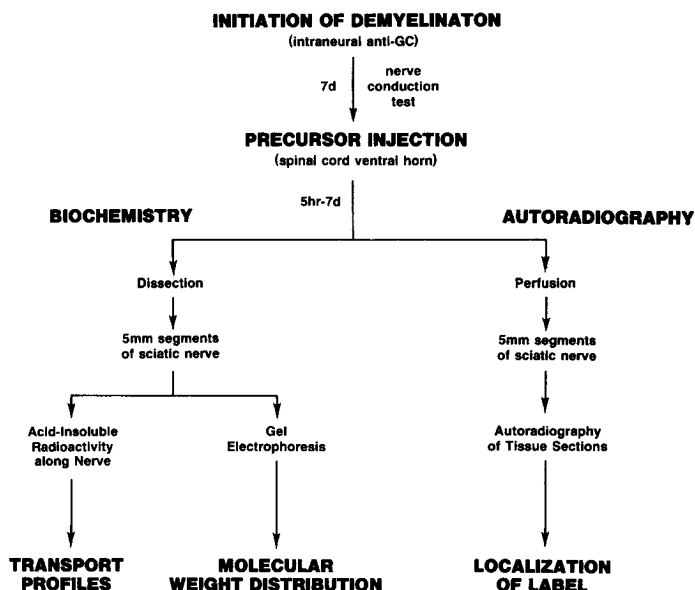 INITIATION OF DEMYELINATON
(intraneural anti-GC)
7d
nerve
conduction
test
PRECURSOR INJECTION
(spinal cord ventral horn)
5hr-7d
BIOCHEMISTRY
AUTORADIOGRAPHY
Dissection
Perfusion
5mm segments
of sciatic nerve
5mm segments
of sciatic nerve
Acid-Insoluble
Radioactivity
along Nerve
Gel
Electrophoresis
Autoradiography
of Tissue Sections
TRANSPORT
PROFILES
MOLECULAR
WEIGHT DISTRIBUTION
LOCALIZATION
OF LABEL